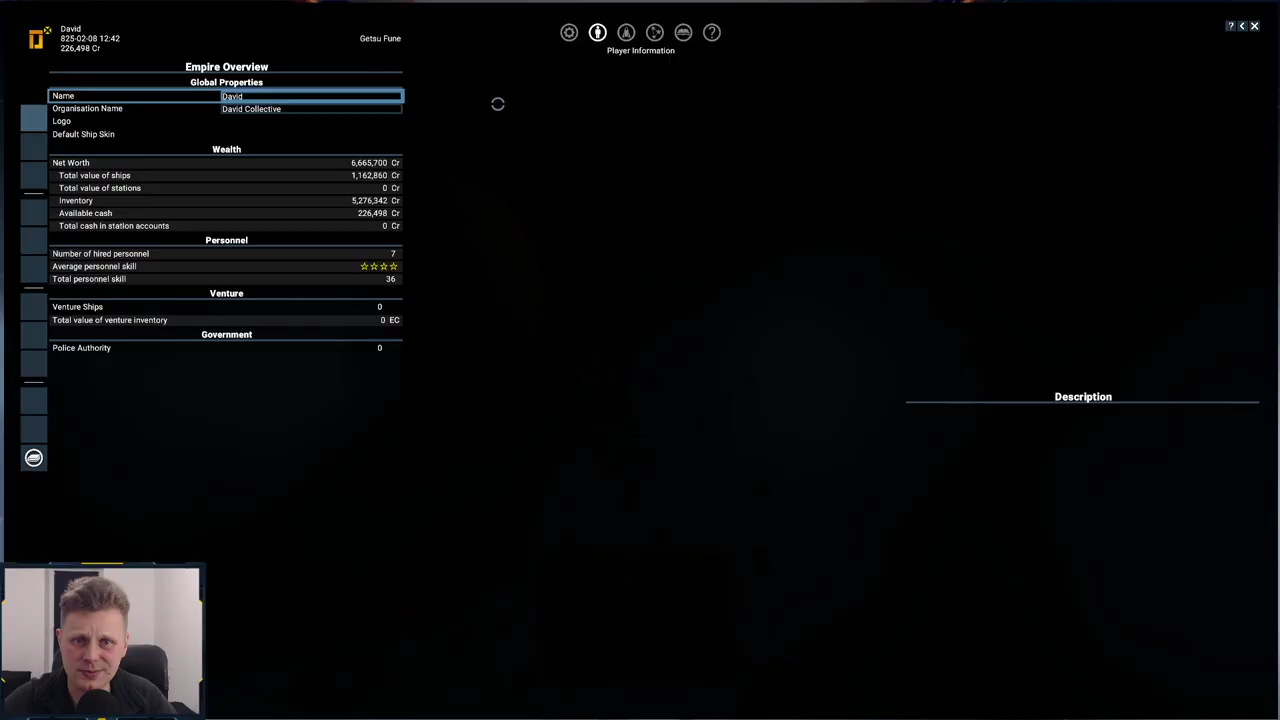 David
825-02-08 12:42
226,498 Cr
Getsu Fune
Player Information
Empire Overview
Global Properties
Name David
Organisation Name David Collective
Logo
Default Ship Skin
Wealth
Net Worth 6,665,700 Cr
Total value of ships 1,162,860 Cr
Total value of stations 0 Cr
Inventory 5,276,342 Cr
Available cash 226,498 Cr
Total cash in station accounts 0 Cr
Personnel
Number of hired personnel 7
Average personnel skill
Total personnel skill 36
Venture
Venture Ships 0
Total value of venture inventory 0 EC
Government
Police Authority 0
Description